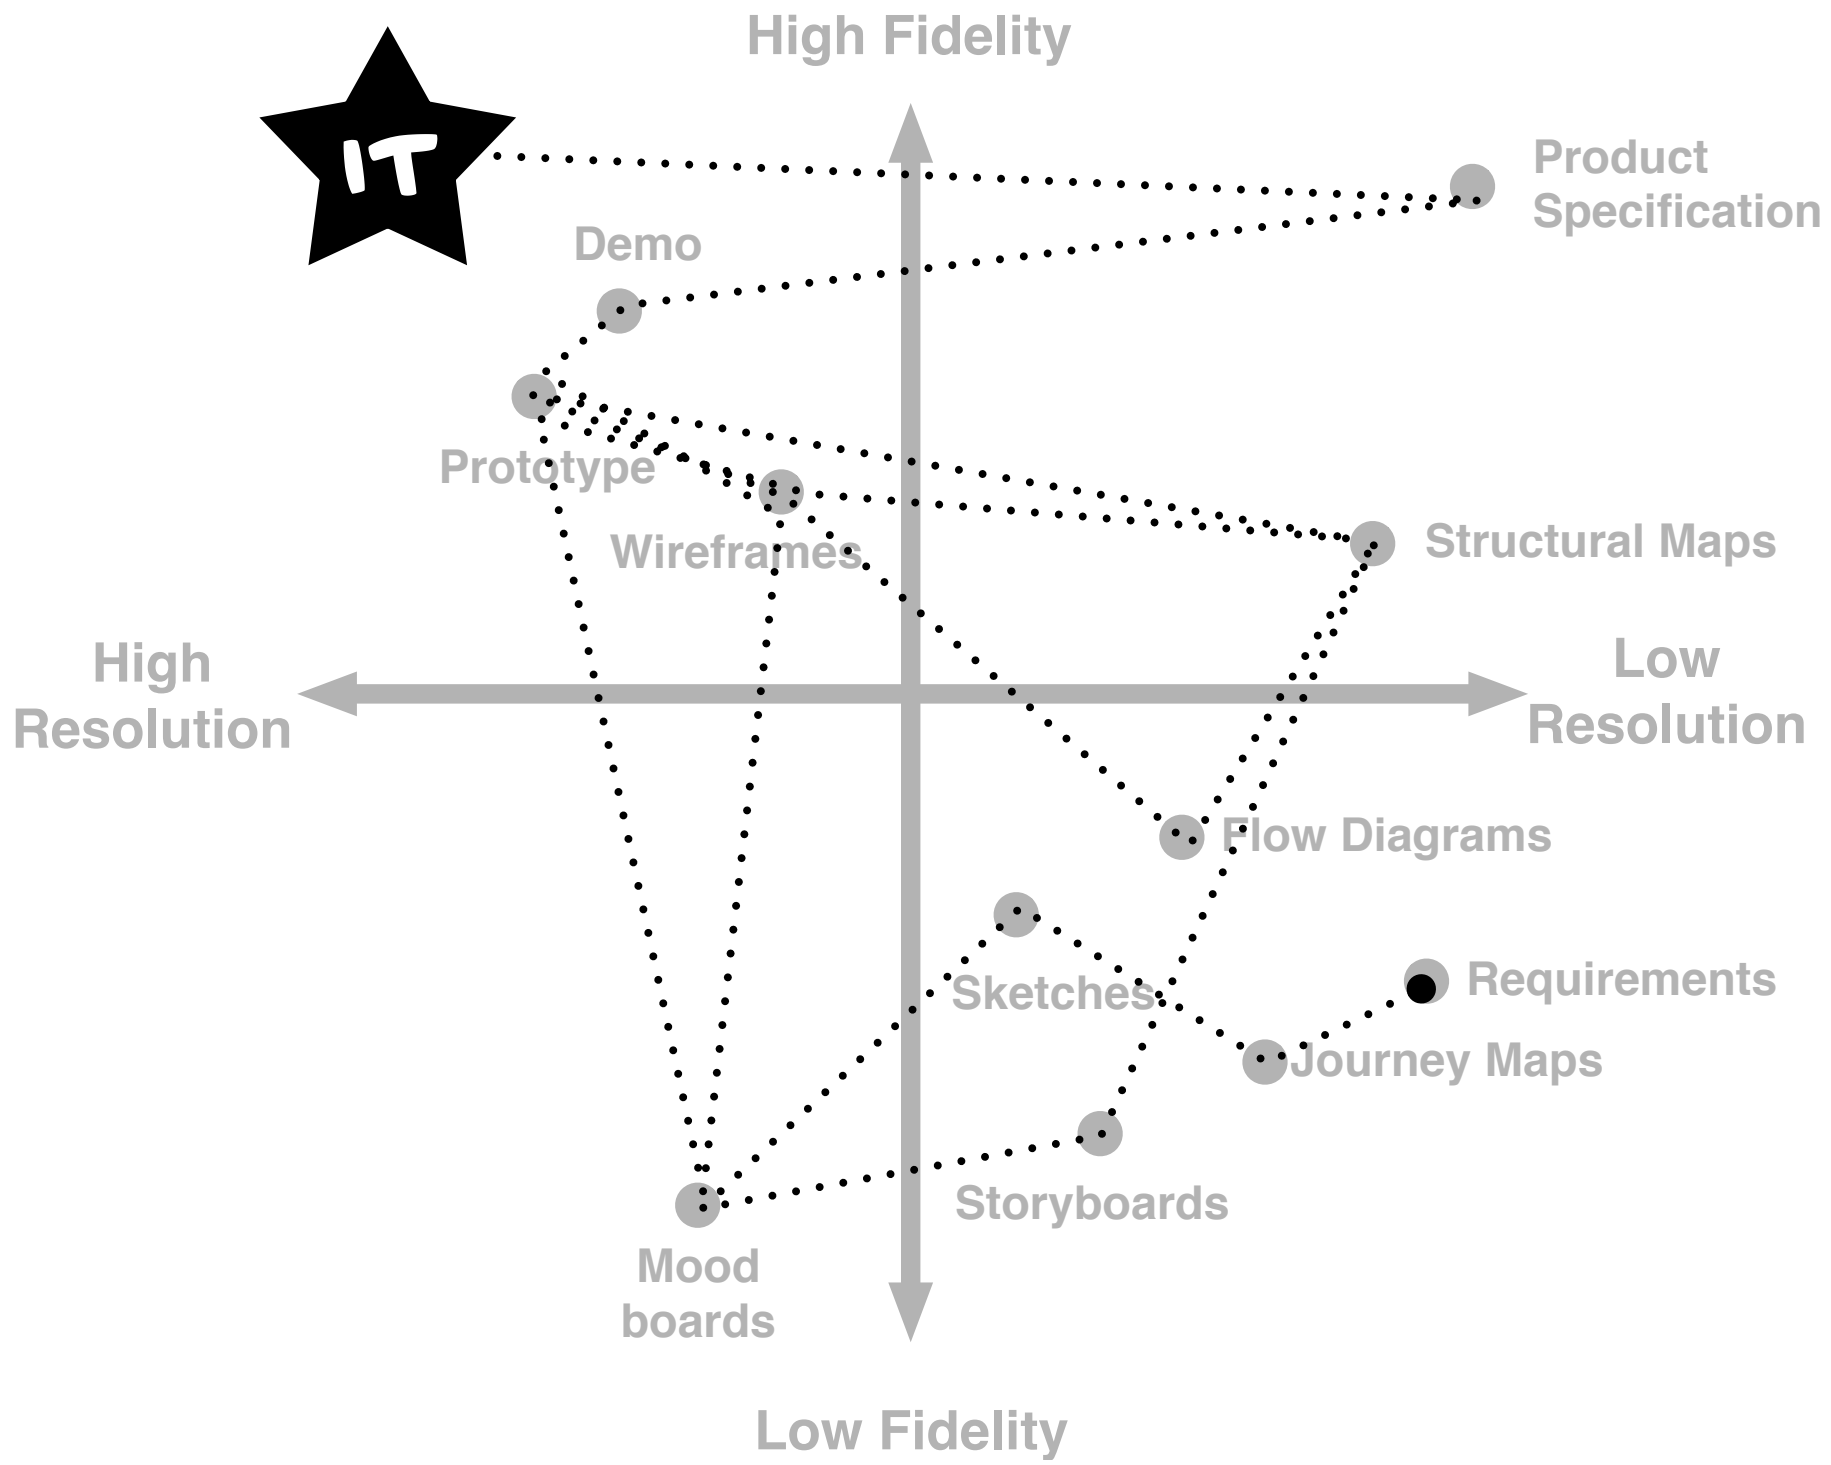 High Fidelity
IT
Product
Specification
Demo
Prototype
Wireframes
Structural Maps
High
Resolution
Low
Resolution
Flow Diagrams
Sketches
Requirements
Journey Maps
Storyboards
Mood
boards
Low Fidelity